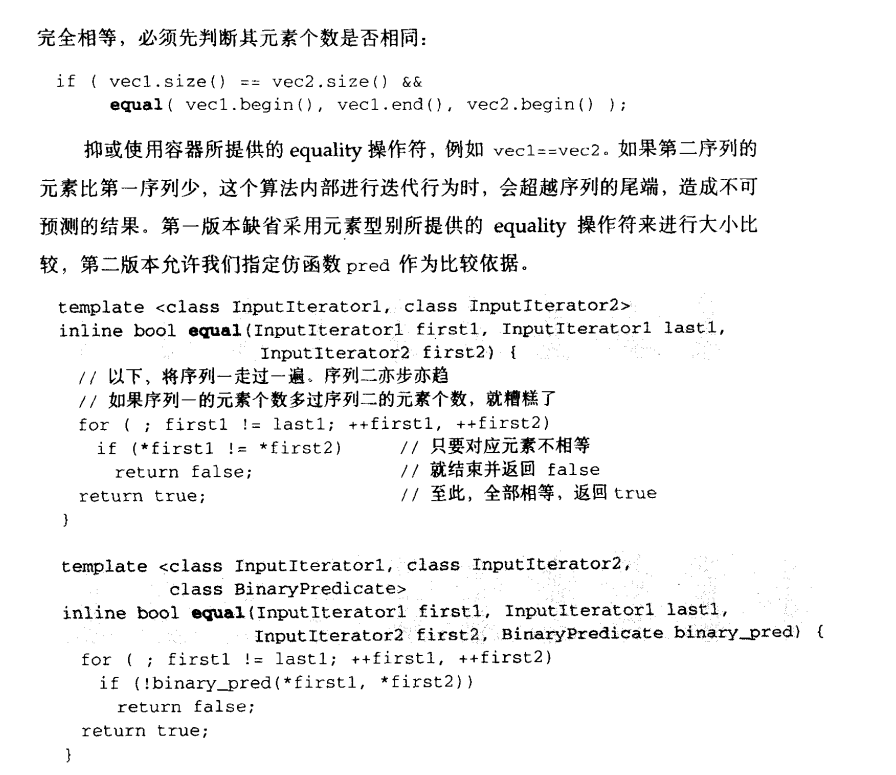 完全相等，必须先判断其元素个数是否相同：
if ( vec1.size() == vec2.size() &&
equal( vec1.begin(), vec1.end(), vec2.begin() );
抑或使用容器所提供的 equality 操作符，例如 vec1==vec2。如果第二序列的
元素比第一序列少，这个算法内部进行迭代行为时，会超越序列的尾端，造成不可
预测的结果。第一版本缺省采用元素型别所提供的 equality 操作符来进行大小比
较，第二版本允许我们指定仿函数 pred 作为比较依据。
template <class InputIterator1, class InputIterator2>
inline bool equal(InputIterator1 first1, InputIterator1 last1,
InputIterator2 first2) {
// 以下，将序列一走过一遍。序列二亦步亦趋
// 如果序列一的元素个数多过序列二的元素个数，就糟糕了
for ( ; first1 != last1; ++first1, ++first2)
if (*first1 != *first2) // 只要对应元素不相等
return false; // 就结束并返回 false
return true; // 至此，全部相等，返回 true
}
template <class InputIterator1, class InputIterator2,
class BinaryPredicate>
inline bool equal(InputIterator1 first1, InputIterator1 last1,
InputIterator2 first2, BinaryPredicate binary_pred) {
for ( ; first1 != last1; ++first1, ++first2)
if (!binary_pred(*first1, *first2))
return false;
return true;
}